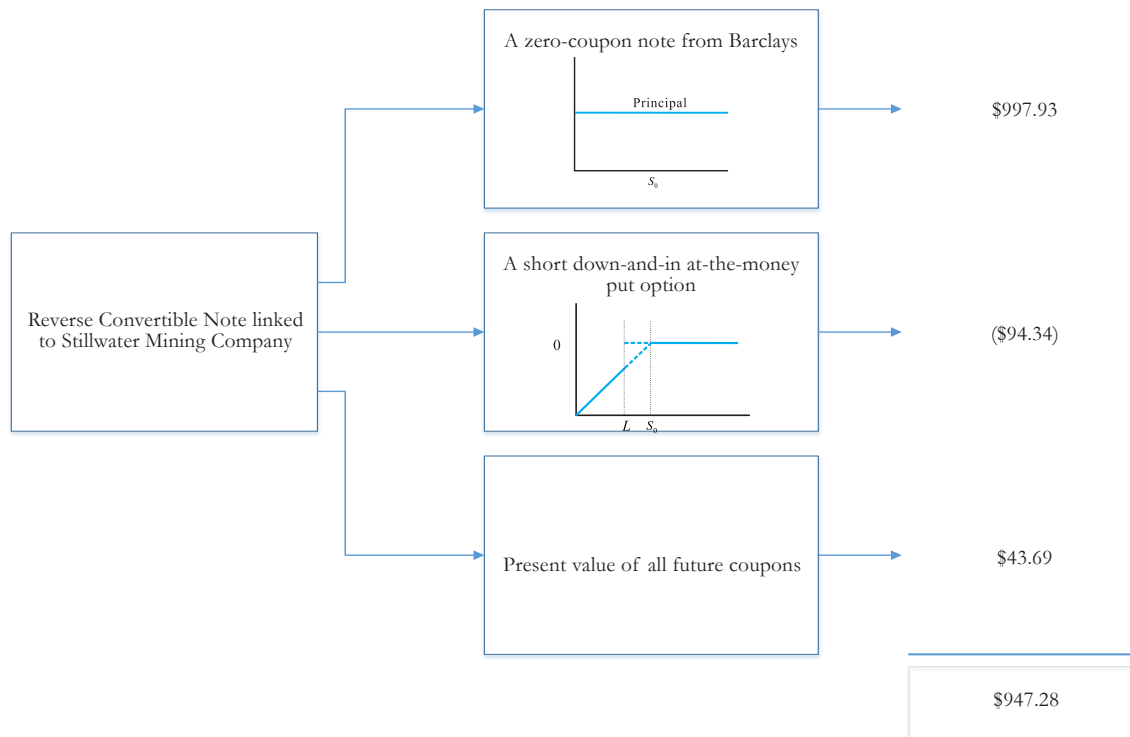 A zero-coupon note from Barclays
Principal
S₀
$997.93
Reverse Convertible Note linked
to Stillwater Mining Company
A short down-and-in at-the-money
put option
0
L S₀
($94.34)
Present value of all future coupons
$43.69
$947.28